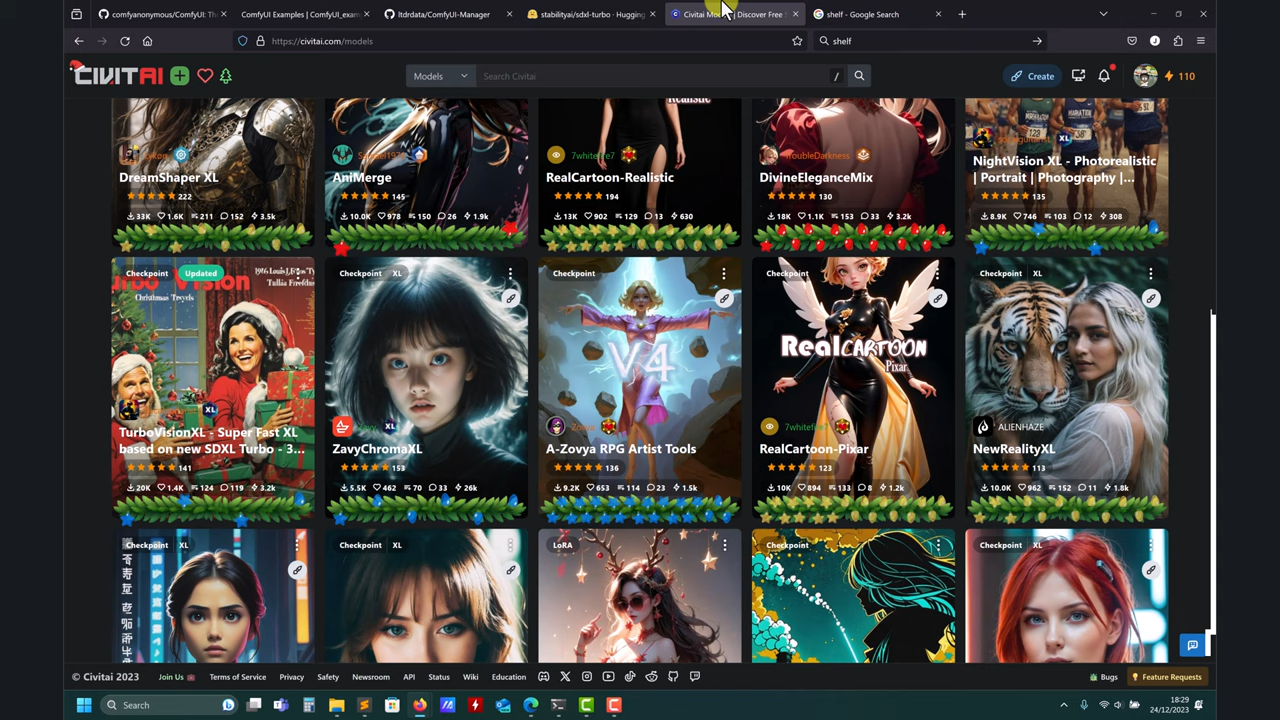 comfyanonymous/ComfyUI: Th
ComfyUI Examples | ComfyUI_exam
ltdrdata/ComfyUI-Manager
stabilityai/sdxl-turbo · Hugging
Civitai Mo | Discover Free S
shelf - Google Search
https://civitai.com/models
shelf
CIVITAI
Models
Search Civitai
/
Create
110
Realistic
DreamShaper XL
222
33K 1.6K 211 152 3.5K
AniMerge
145
10.0K 978 150 26 1.9k
7whitefire7
RealCartoon-Realistic
194
13K 902 129 13 630
TroubleDarkness
DivineEleganceMix
130
18K 1.1K 153 33 3.2k
XL
NightVision XL - Photorealistic
| Portrait | Photography |...
135
8.9K 746 103 12 308
Checkpoint Updated
Turbo Vision
Christmas Travels
XL
TurboVisionXL - Super Fast XL
based on new SDXL Turbo - 3...
141
20K 1.4K 124 119 3.2k
Checkpoint XL
XL
ZavyChromaXL
153
5.5K 462 70 33 26k
Checkpoint
V4
A-Zovya RPG Artist Tools
136
9.2K 653 114 23 1.5k
Checkpoint
RealCARTOON
Pixar
RealCartoon-Pixar
123
10K 894 133 8 1.2k
Checkpoint XL
ALIENHAZE
NewRealityXL
113
10.0K 962 152 11 1.8k
Checkpoint XL
Checkpoint XL
LoRA
Checkpoint
Checkpoint XL
© Civitai 2023
Join Us
Terms of Service
Privacy
Safety
Newsroom
API
Status
Wiki
Education
Bugs
Feature Requests
Search
18:29
24/12/2023